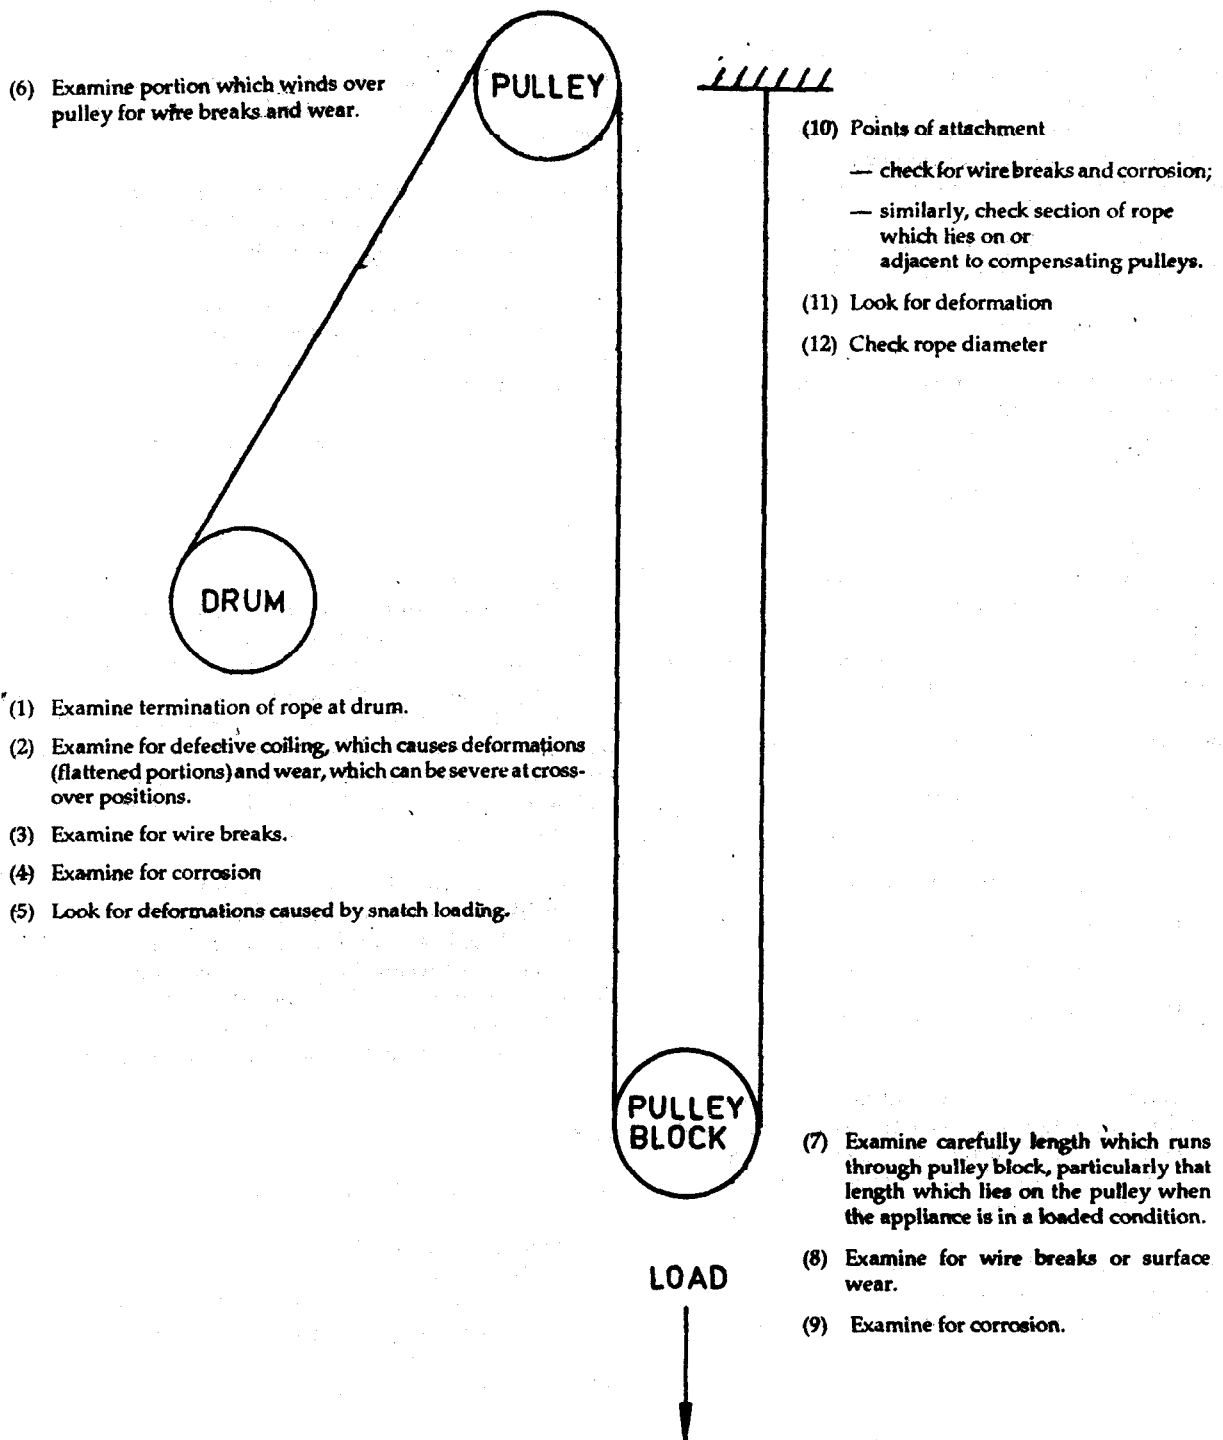 PULLEY
(6) Examine portion which winds over
pulley for wire breaks and wear.
(10) Points of attachment
— check for wire breaks and corrosion;
— similarly, check section of rope
which lies on or
adjacent to compensating pulleys.
(11) Look for deformation
(12) Check rope diameter
DRUM
(1) Examine termination of rope at drum.
(2) Examine for defective coiling, which causes deformations
(flattened portions) and wear, which can be severe at cross-
over positions.
(3) Examine for wire breaks.
(4) Examine for corrosion
(5) Look for deformations caused by snatch loading.
PULLEY
BLOCK
(7) Examine carefully length which runs
through pulley block, particularly that
length which lies on the pulley when
the appliance is in a loaded condition.
(8) Examine for wire breaks or surface
wear.
(9) Examine for corrosion.
LOAD